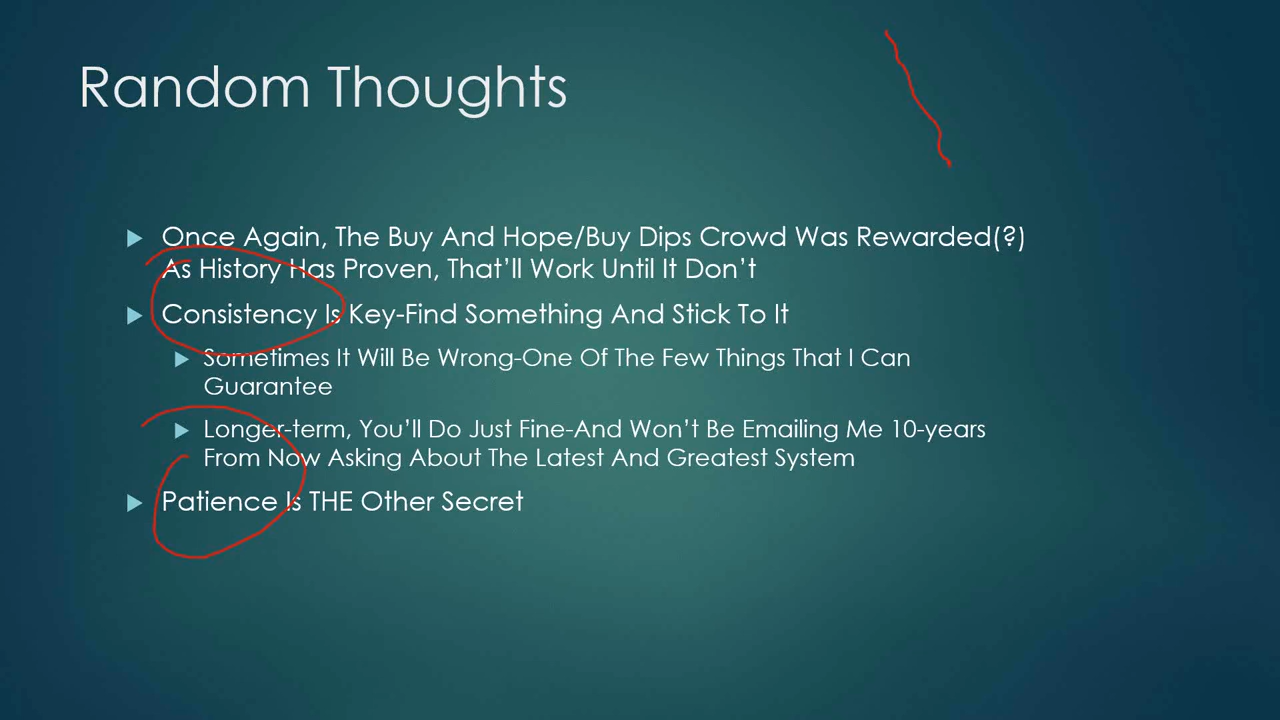 Random Thoughts
Once Again, The Buy And Hope/Buy Dips Crowd Was Rewarded(?)
As History Has Proven, That'll Work Until It Don't
Consistency Is Key-Find Something And Stick To It
Sometimes It Will Be Wrong-One Of The Few Things That I Can
Guarantee
Longer-term, You'll Do Just Fine-And Won't Be Emailing Me 10-years
From Now Asking About The Latest And Greatest System
Patience Is THE Other Secret